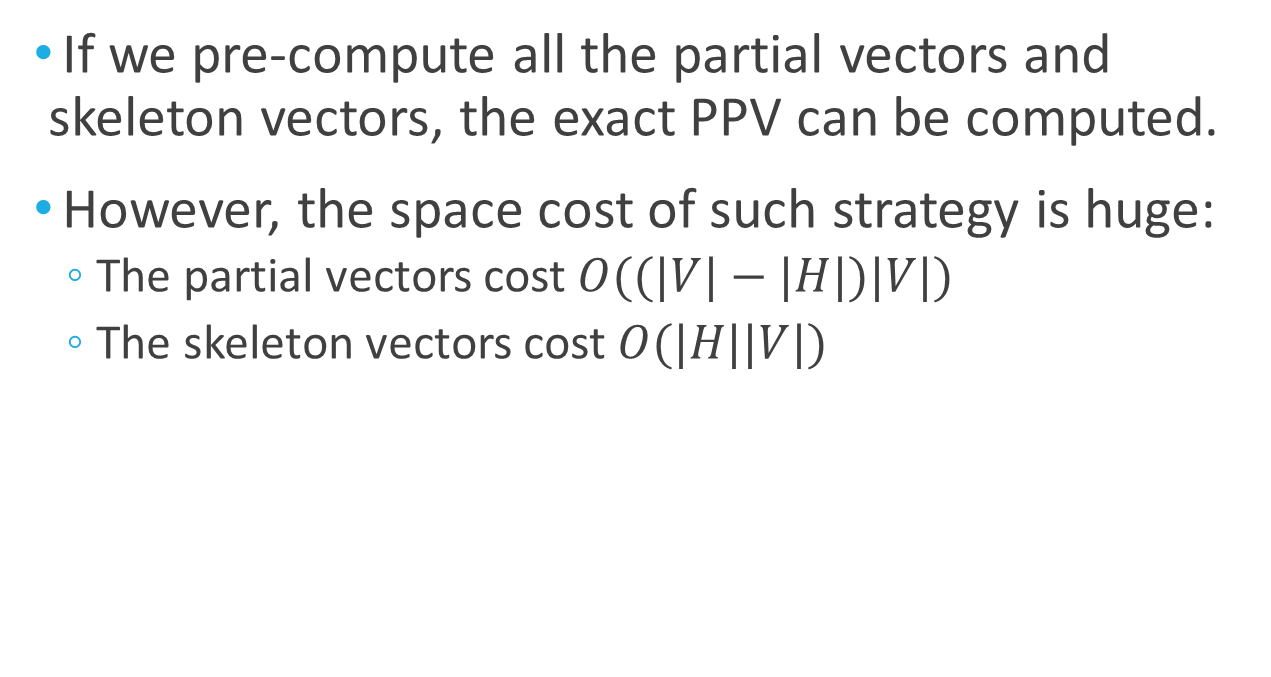 • If we pre-compute all the partial vectors and
skeleton vectors, the exact PPV can be computed.
• However, the space cost of such strategy is huge:
◦ The partial vectors cost O((|V| − |H|)|V|)
◦ The skeleton vectors cost O(|H||V|)